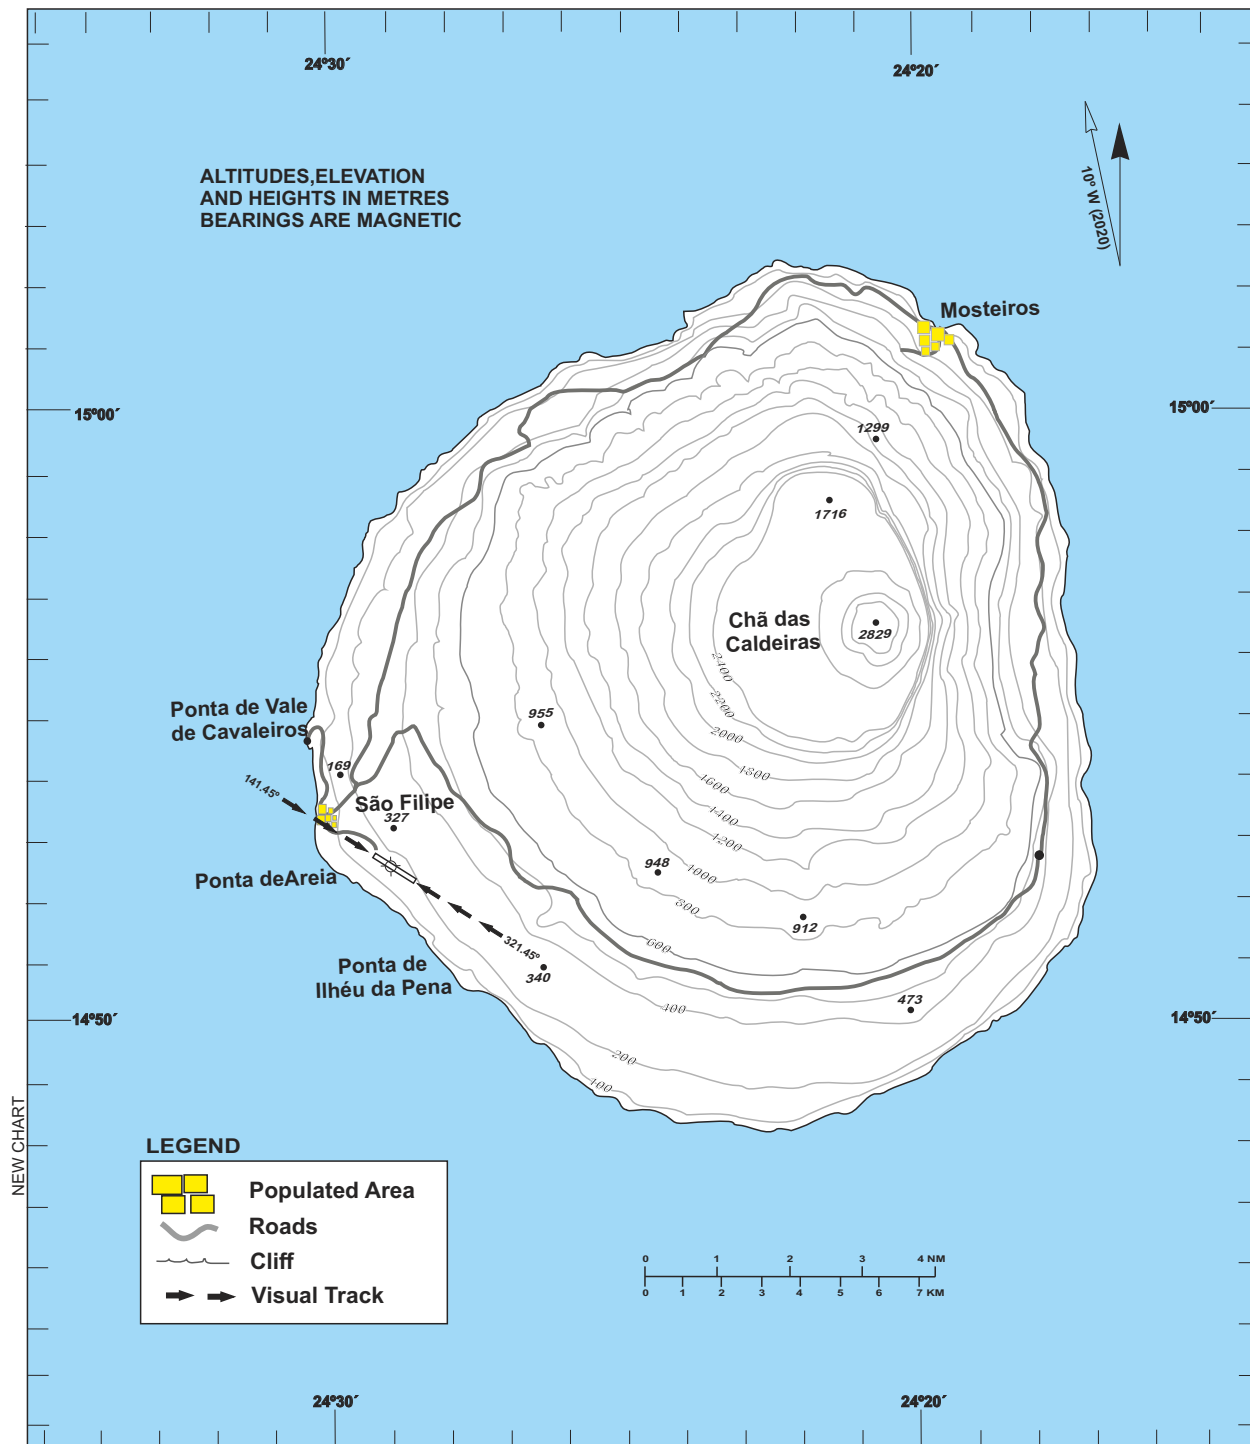 24º30´
24º20´
ALTITUDES,ELEVATION
AND HEIGHTS IN METRES
BEARINGS ARE MAGNETIC
10º W (2020)
Mosteiros
15º00´
15º00´
1299
1716
Chã das
Caldeiras
2829
2400
2200
2000
1800
1600
1400
1200
1000
800
600
400
200
100
Ponta de Vale
de Cavaleiros
955
169
141.45º
São Filipe
327
948
Ponta deAreia
912
321.45º
Ponta de
Ilhéu da Pena
340
473
14º50´
14º50´
NEW CHART
LEGEND
Populated Area
Roads
Cliff
Visual Track
0 1 2 3 4 NM
0 1 2 3 4 5 6 7 KM
24º30´
24º20´